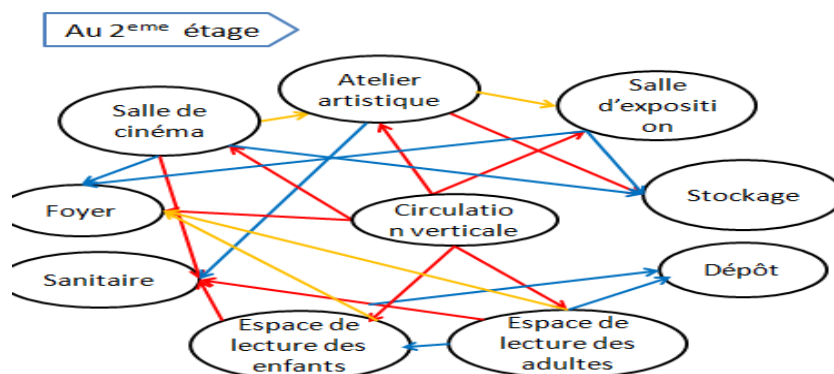 Au 2eme étage
Atelier
artistique
Salle
d'expositi
on
Salle de
cinéma
Stockage
Foyer
Circulatio
n verticale
Sanitaire
Dépôt
Espace de
lecture des
enfants
Espace de
lecture des
adultes